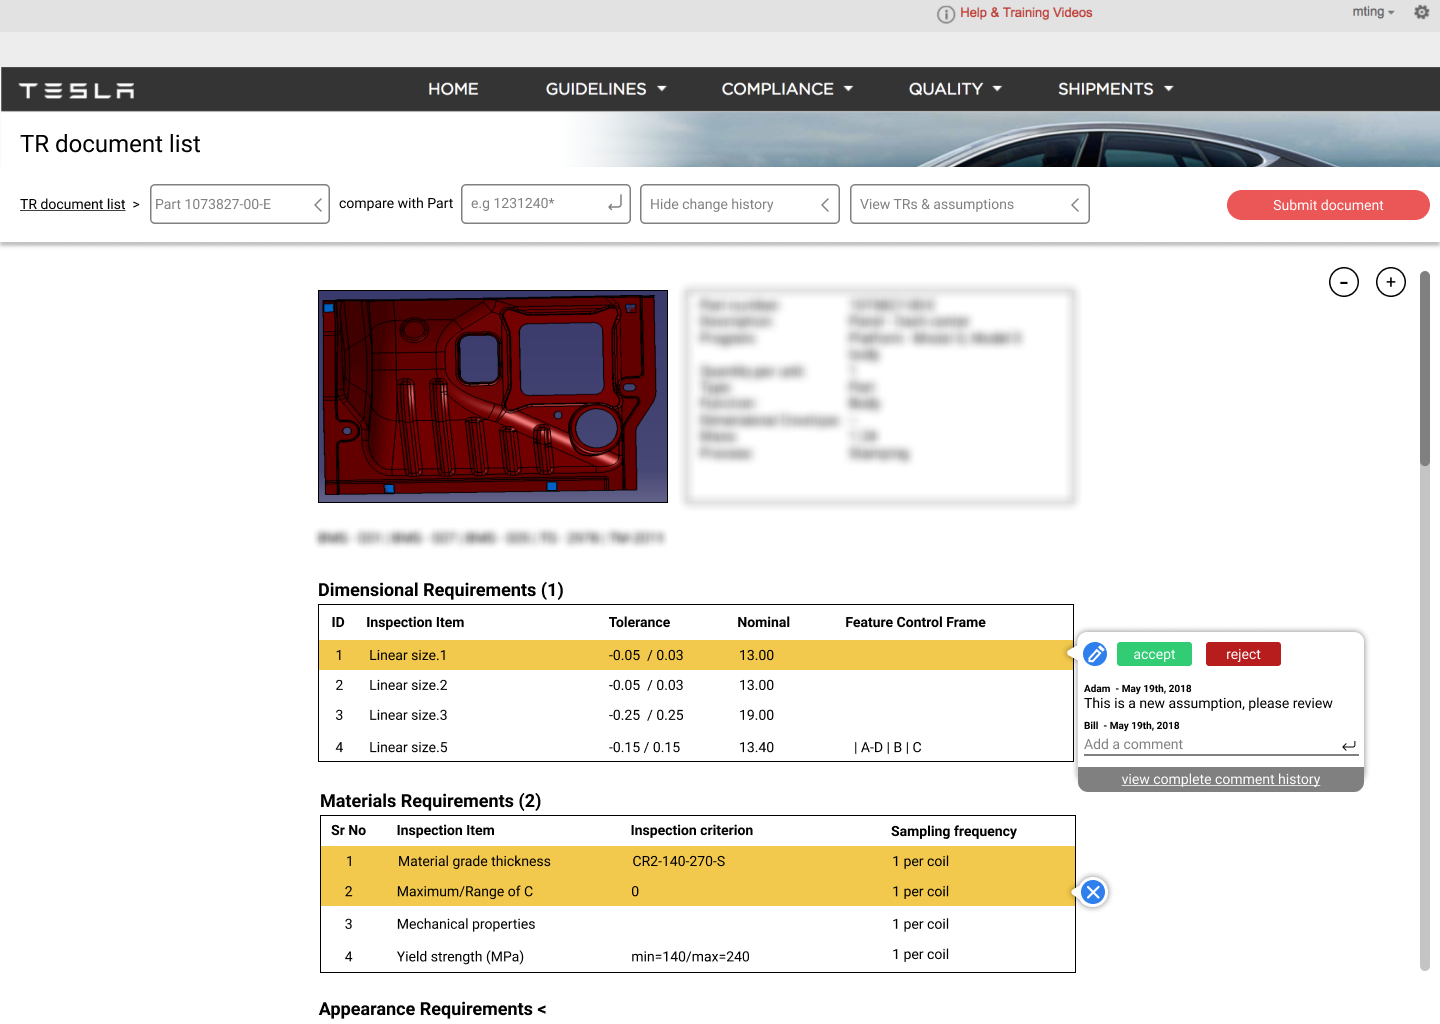 Help & Training Videos
mting
TESLA
HOME
GUIDELINES
COMPLIANCE
QUALITY
SHIPMENTS
TR document list
TR document list >
Part 1073827-00-E
compare with Part
e.g 1231240*
Hide change history
View TRs & assumptions
Submit document
- +
Dimensional Requirements (1)
ID Inspection Item Tolerance Nominal Feature Control Frame
1 Linear size.1 -0.05 / 0.03 13.00
2 Linear size.2 -0.05 / 0.03 13.00
3 Linear size.3 -0.25 / 0.25 19.00
4 Linear size.5 -0.15 / 0.15 13.40 | A-D | B | C
accept reject
Adam - May 19th, 2018
This is a new assumption, please review
Bill - May 19th, 2018
Add a comment
view complete comment history
Materials Requirements (2)
Sr No Inspection Item Inspection criterion Sampling frequency
1 Material grade thickness CR2-140-270-S 1 per coil
2 Maximum/Range of C 0 1 per coil
3 Mechanical properties 1 per coil
4 Yield strength (MPa) min=140/max=240 1 per coil
Appearance Requirements <